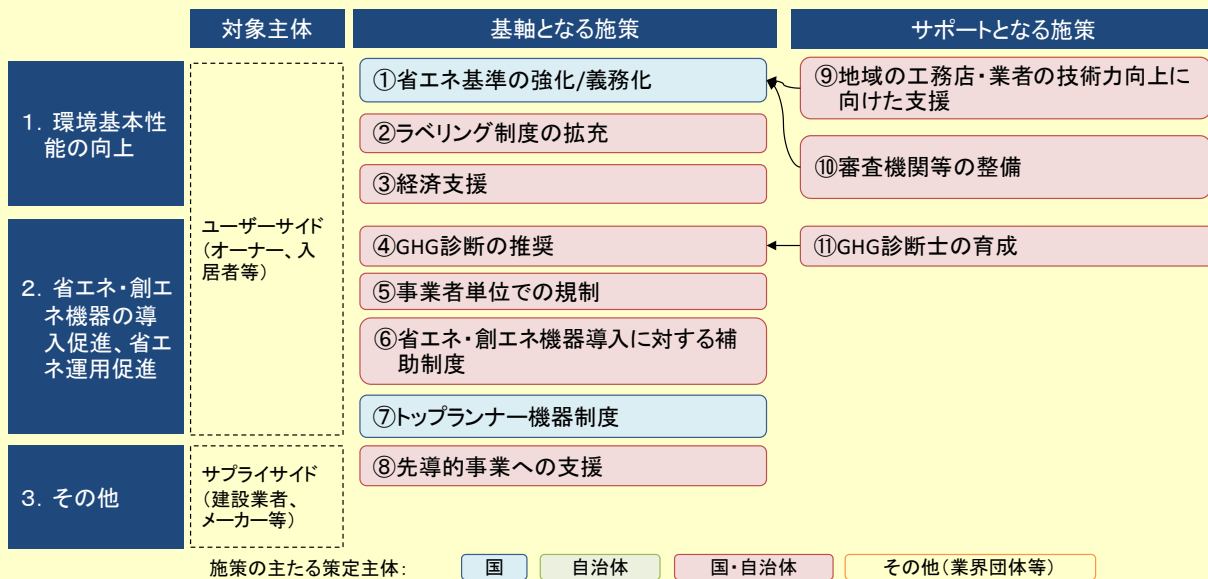 対象主体
基軸となる施策
サポートとなる施策
1．環境基本性
能の向上
ユーザーサイド
（オーナー、入
居者等）
①省エネ基準の強化/義務化
②ラベリング制度の拡充
③経済支援
⑨地域の工務店・業者の技術力向上に
向けた支援
⑩審査機関等の整備
2．省エネ・創エ
ネ機器の導
入促進、省エ
ネ運用促進
④GHG診断の推奨
⑤事業者単位での規制
⑥省エネ・創エネ機器導入に対する補
助制度
⑦トップランナー機器制度
⑪GHG診断士の育成
3．その他
サプライサイド
（建設業者、
メーカー等）
⑧先導的事業への支援
施策の主たる策定主体：
国
自治体
国・自治体
その他（業界団体等）